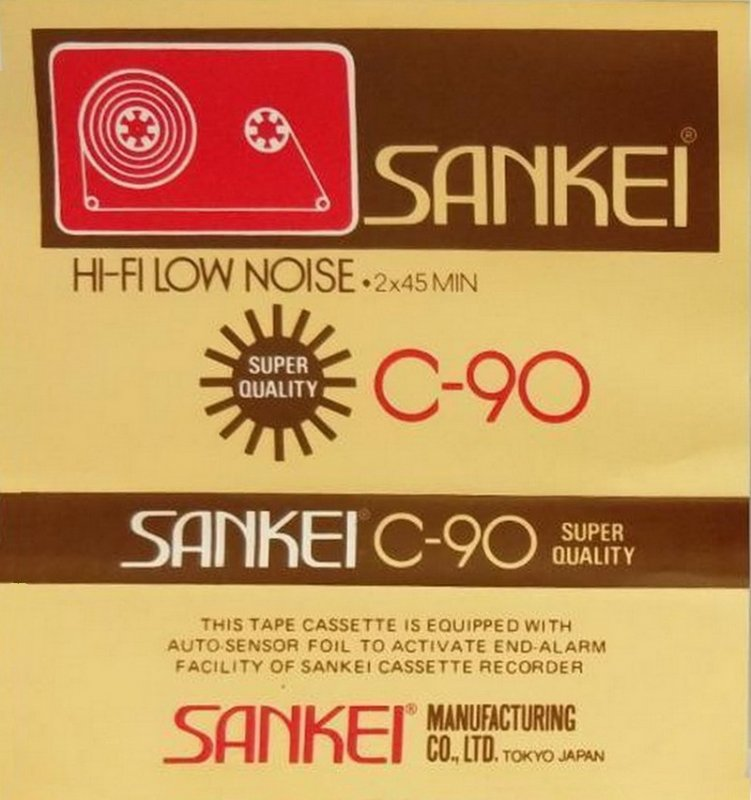 SANKEI®
HI-FI LOW NOISE • 2x45 MIN
SUPER
QUALITY
C-90
SANKEI® C-90 SUPER
QUALITY
THIS TAPE CASSETTE IS EQUIPPED WITH
AUTO-SENSOR FOIL TO ACTIVATE END-ALARM
FACILITY OF SANKEI CASSETTE RECORDER
SANKEI® MANUFACTURING
CO., LTD. TOKYO JAPAN